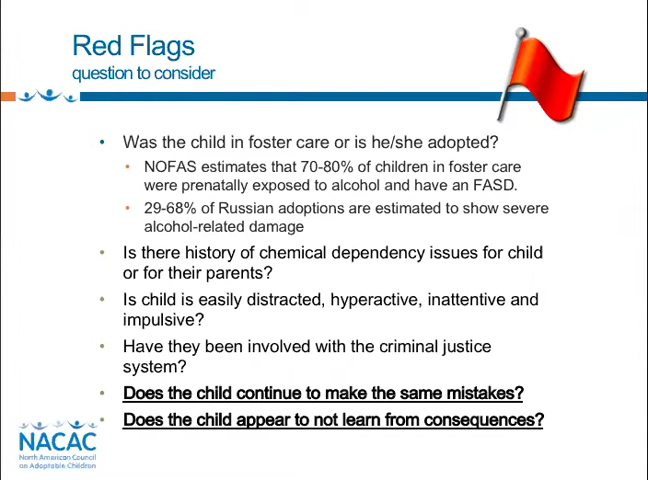 Red Flags
question to consider
• Was the child in foster care or is he/she adopted?
• NOFAS estimates that 70-80% of children in foster care
were prenatally exposed to alcohol and have an FASD.
• 29-68% of Russian adoptions are estimated to show severe
alcohol-related damage
• Is there history of chemical dependency issues for child
or for their parents?
• Is child is easily distracted, hyperactive, inattentive and
impulsive?
• Have they been involved with the criminal justice
system?
• Does the child continue to make the same mistakes?
• Does the child appear to not learn from consequences?
NACAC
North American Council
on Adoptable Children